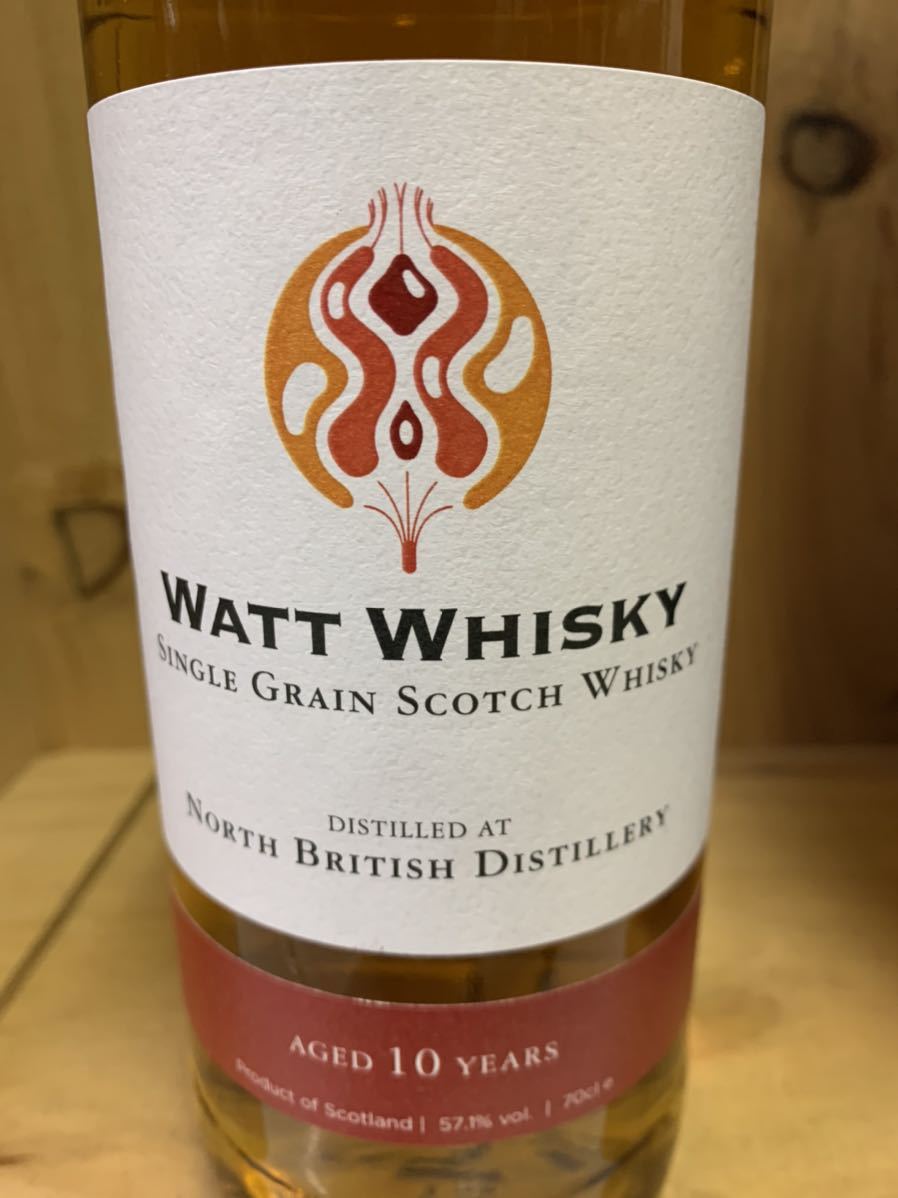 WATT WHISKY
SINGLE GRAIN SCOTCH WHISKY
DISTILLED AT
NORTH BRITISH DISTILLERY
AGED 10 YEARS
Product of Scotland | 57.1% vol. | 70cl e